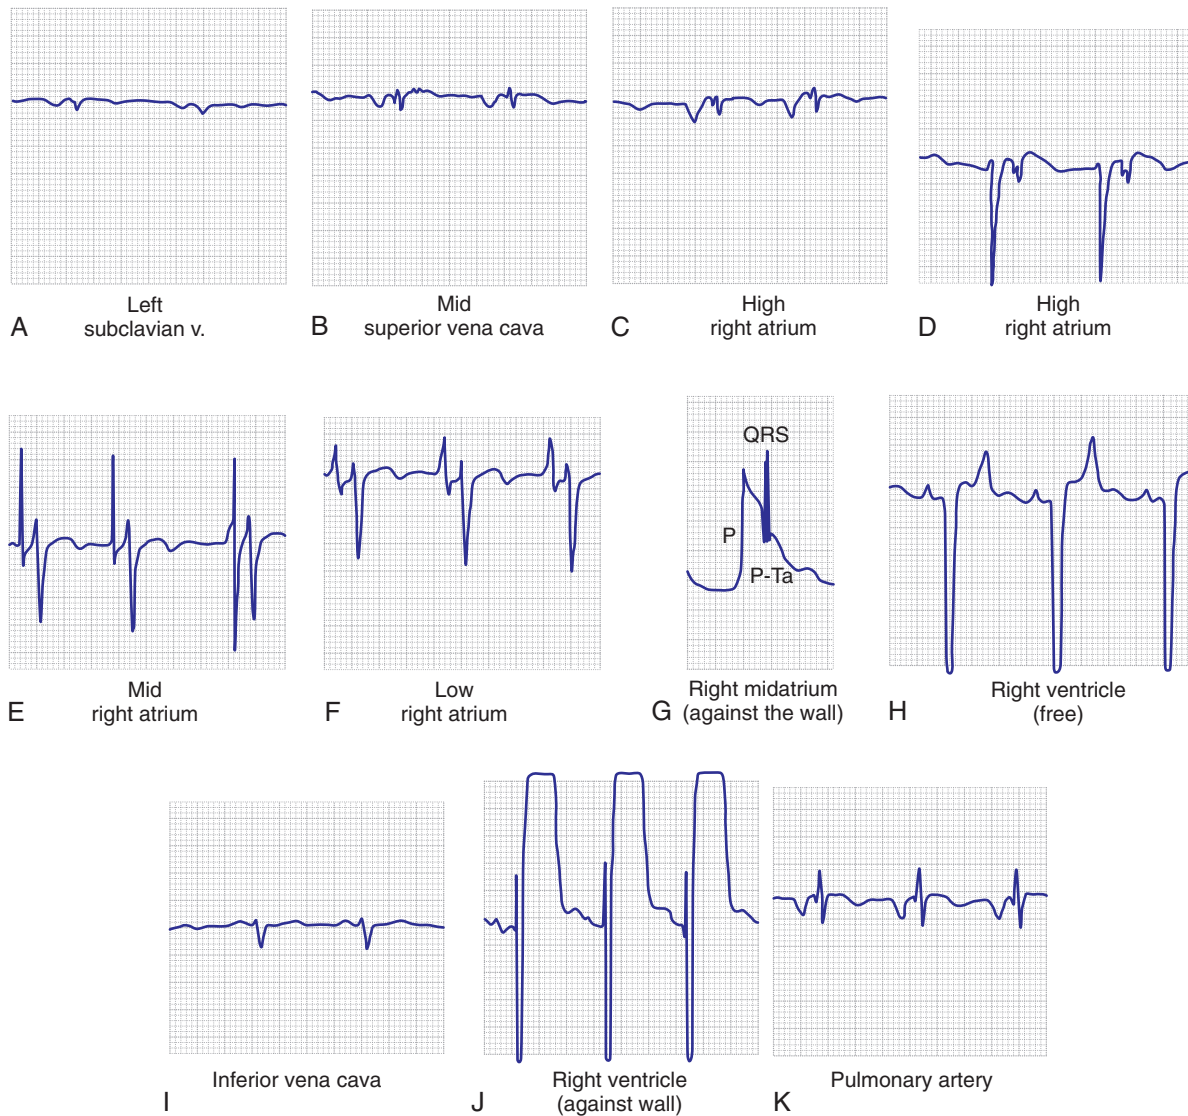 A
Left
subclavian v.
B
Mid
superior vena cava
C
High
right atrium
D
High
right atrium
E
Mid
right atrium
F
Low
right atrium
QRS
P
P-Ta
G
Right midatrium
(against the wall)
H
Right ventricle
(free)
I
Inferior vena cava
J
Right ventricle
(against wall)
K
Pulmonary artery